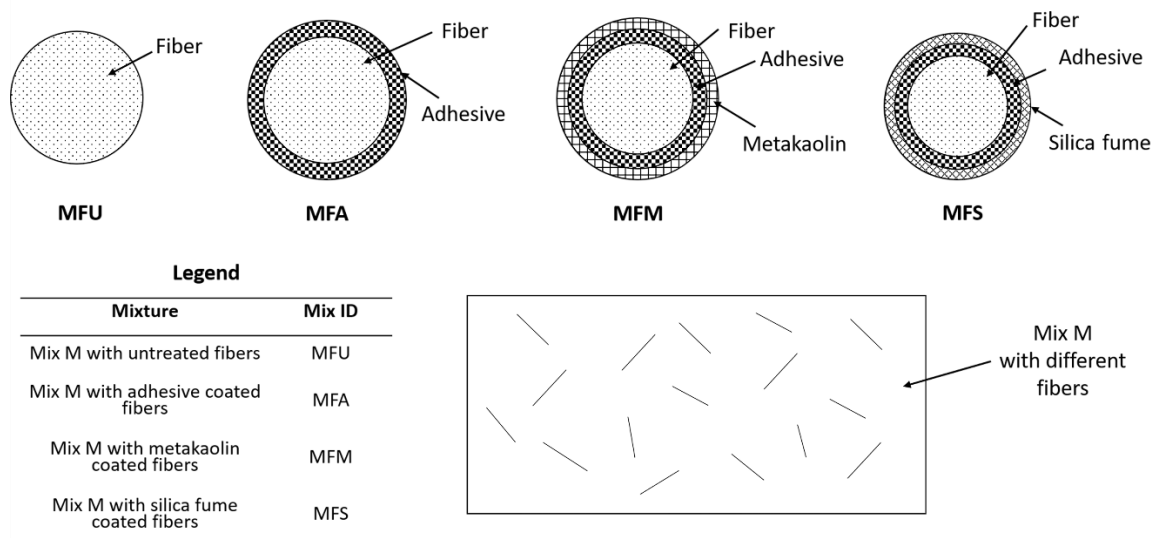 Fiber
MFU
Fiber
Adhesive
MFA
Fiber
Adhesive
Metakaolin
MFM
Fiber
Adhesive
Silica fume
MFS
Legend
Mixture Mix ID
Mix M with untreated fibers MFU
Mix M with adhesive coated
fibers
MFA
Mix M with metakaolin
coated fibers
MFM
Mix M with silica fume
coated fibers
MFS
Mix M
with different
fibers